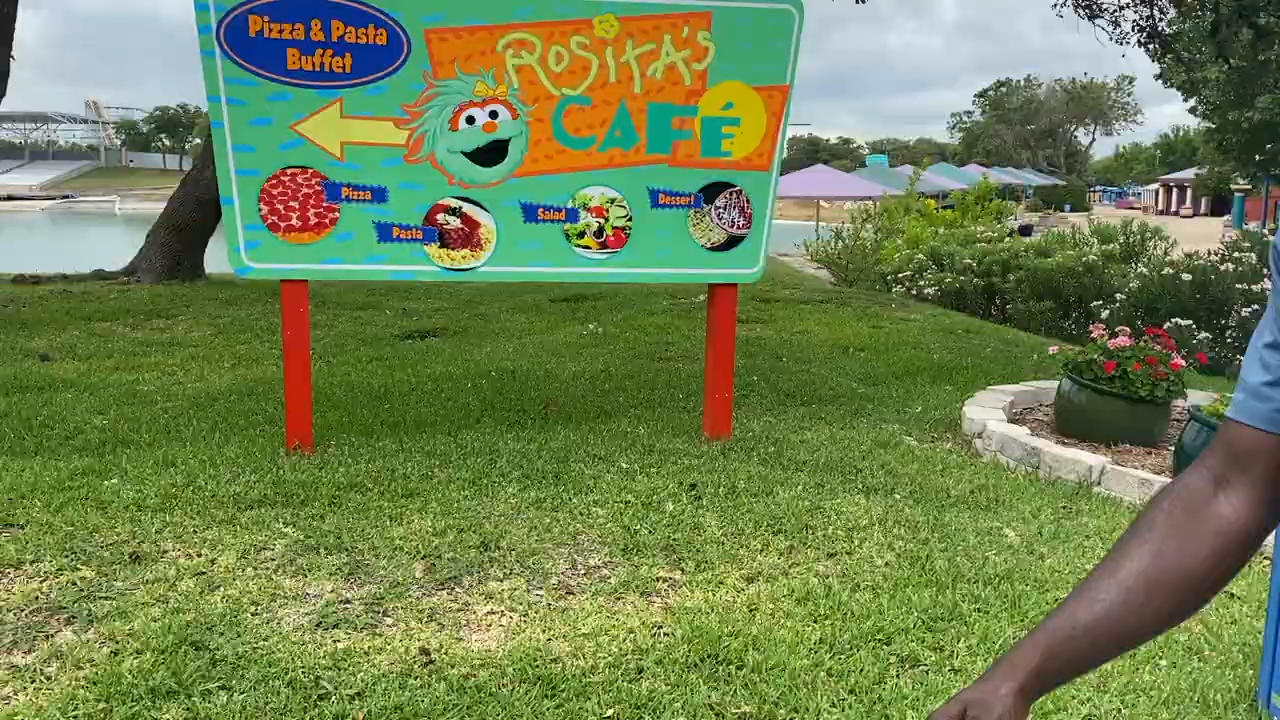 Pizza & Pasta
Buffet
ROSITA'S
CAFÉ
Pizza
Pasta
Salad
Dessert